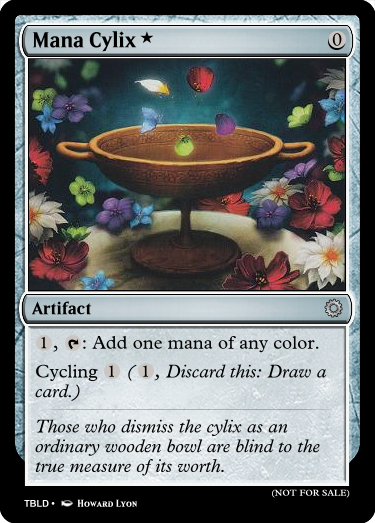 Mana Cylix ★ 0
Artifact
1, : Add one mana of any color.
Cycling 1 ( 1, Discard this: Draw a
card.)
Those who dismiss the cylix as an
ordinary wooden bowl are blind to the
true measure of its worth.
(NOT FOR SALE)
TBLD • Howard Lyon